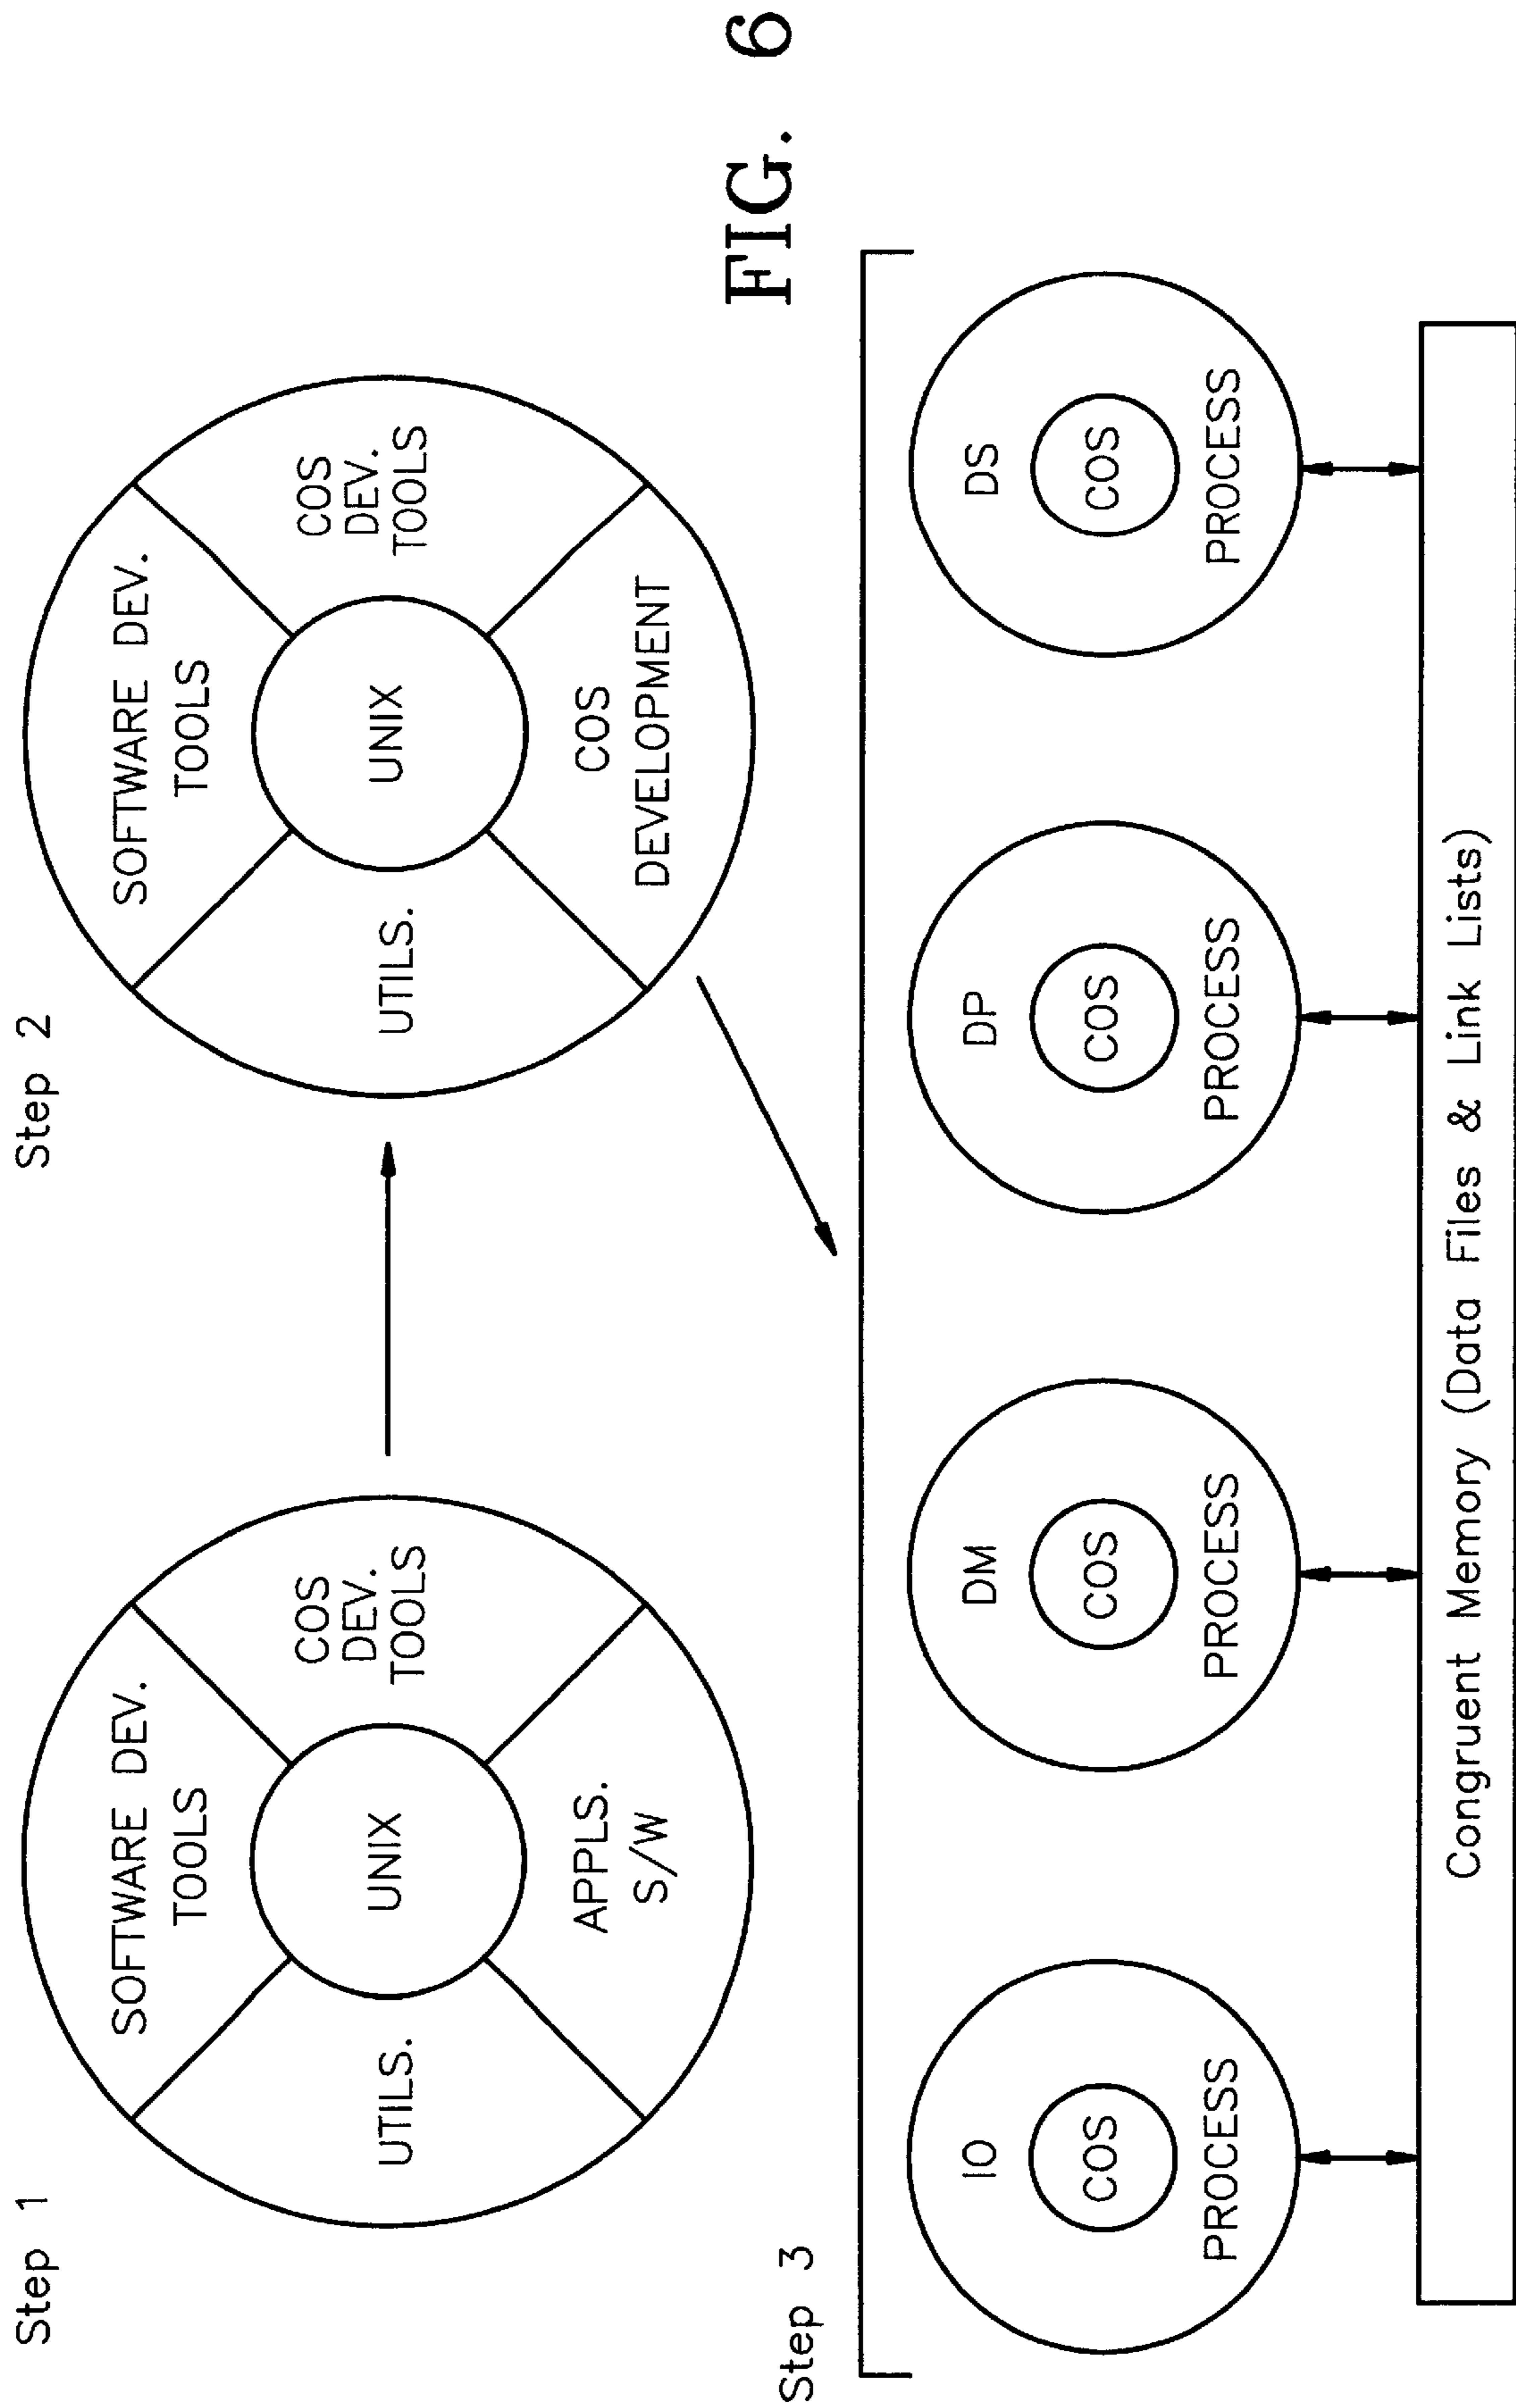 Step 1
SOFTWARE DEV.
TOOLS
UTILS.
UNIX
COS
DEV.
TOOLS
APPLS.
S/W
Step 2
SOFTWARE DEV.
TOOLS
UTILS.
UNIX
COS
DEV.
TOOLS
COS
DEVELOPMENT
FIG. 6
Step 3
IO
COS
PROCESS
DM
COS
PROCESS
DP
COS
PROCESS
DS
COS
PROCESS
Congruent Memory (Data Files & Link Lists)